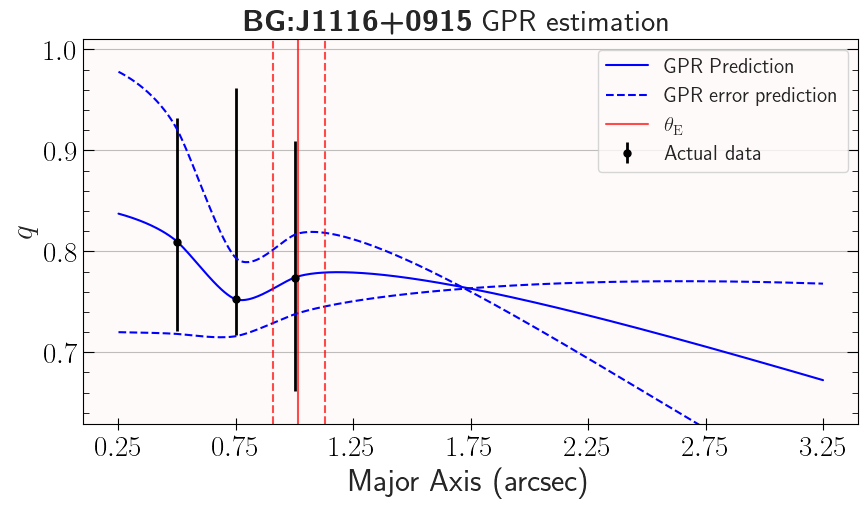 BG:J1116+0915 GPR estimation
1.0
0.9
0.8
0.7
q
GPR Prediction
GPR error prediction
θE
Actual data
0.25 0.75 1.25 1.75 2.25 2.75 3.25
Major Axis (arcsec)